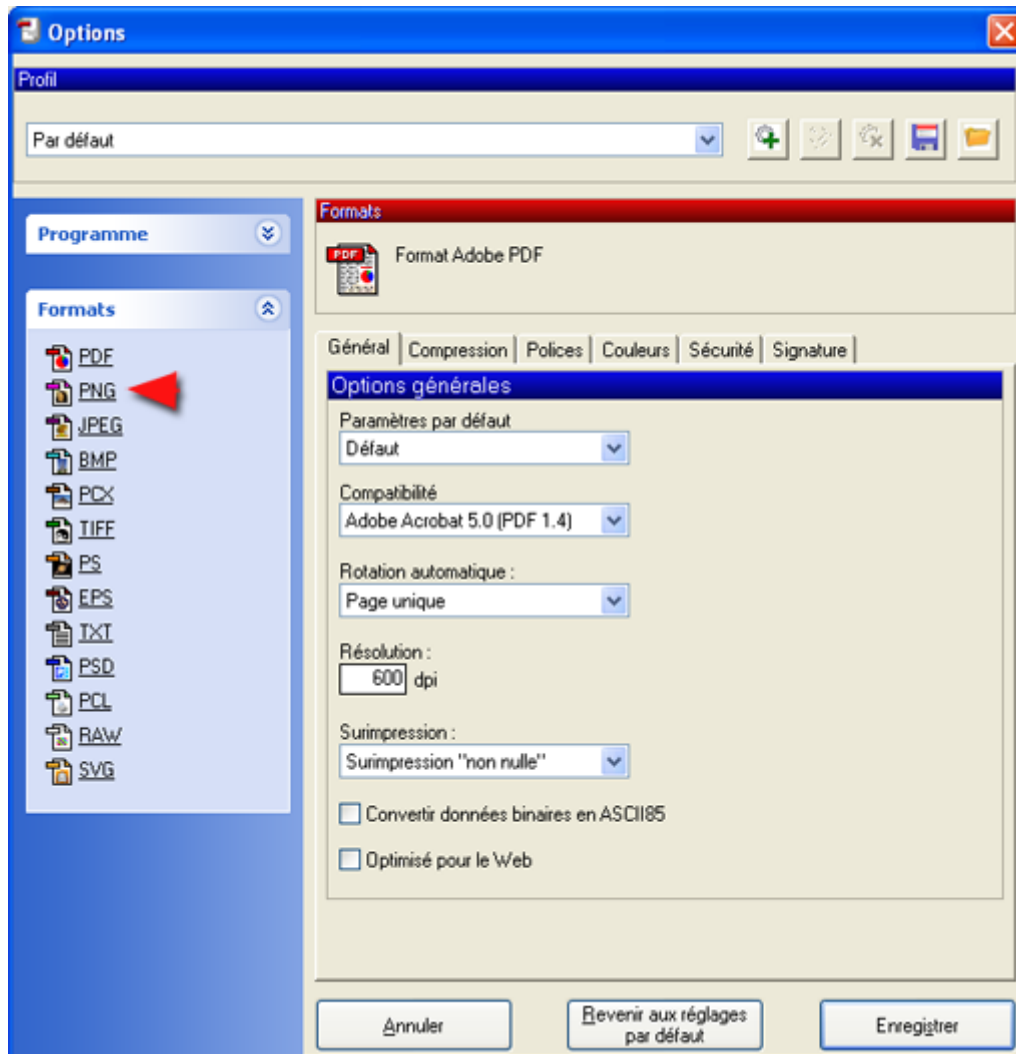 Options
Profil
Par défaut
Programme
Formats
PDF
PNG
JPEG
BMP
PCX
TIFF
PS
EPS
TXT
PSD
PCL
RAW
SVG
Formats
PDF
Format Adobe PDF
Général Compression Polices Couleurs Sécurité Signature
Options générales
Paramètres par défaut
Défaut
Compatibilité
Adobe Acrobat 5.0 (PDF 1.4)
Rotation automatique :
Page unique
Résolution :
600 dpi
Surimpression :
Surimpression "non nulle"
Convertir données binaires en ASCII85
Optimisé pour le Web
Annuler
Revenir aux réglages
par défaut
Enregistrer